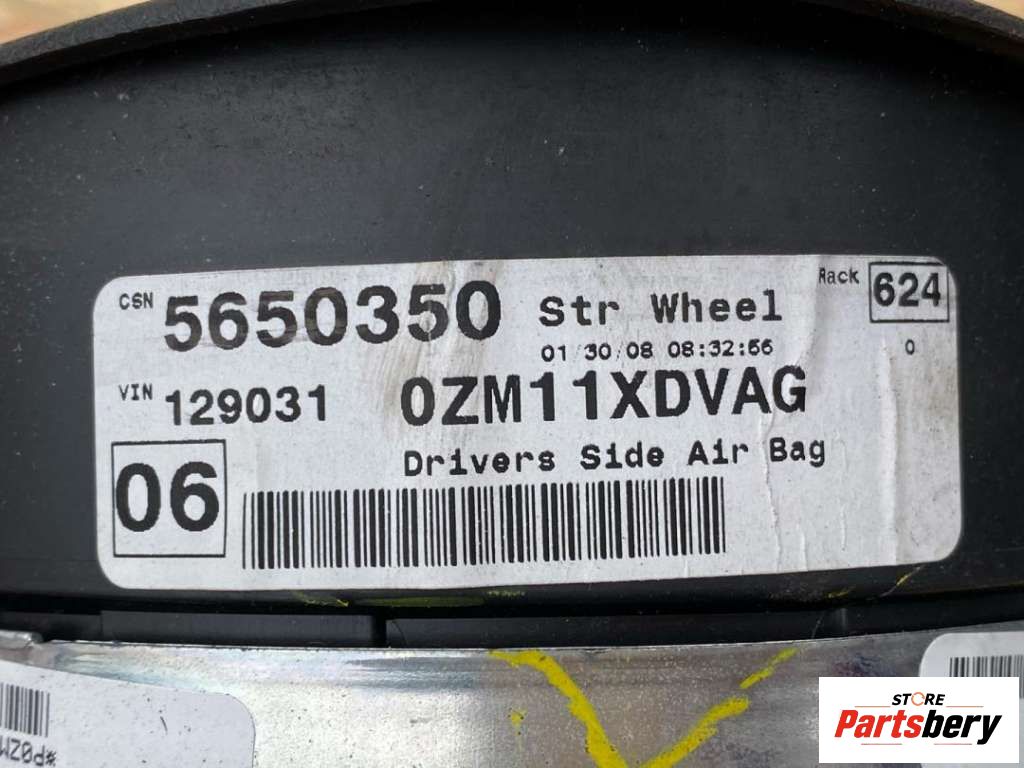 CSN 5650350 Str Wheel Rack 624
01/30/08 08:32:56 0
VIN 129031 0ZM11XDVAG
Drivers Side Air Bag
06
*P0ZM
STORE
Partsbery